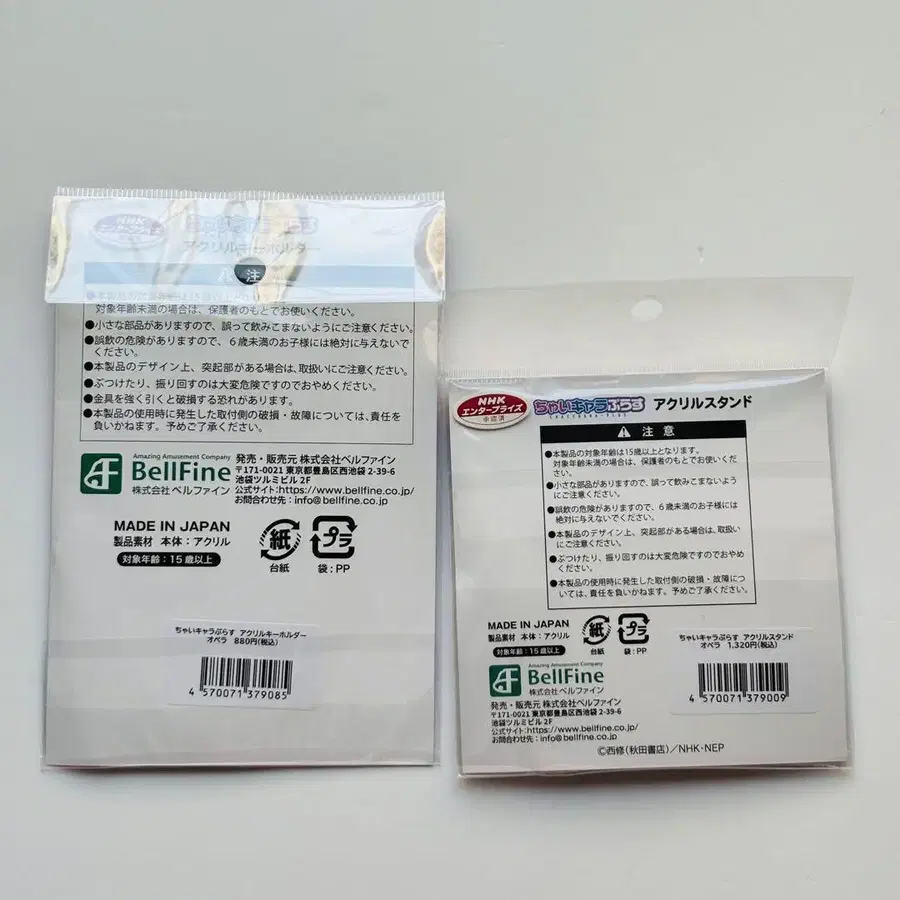 NHK
エンタープライズ
ちゃいキャラぷらす
アクリルキーホルダー
注
対象年齢未満の場合は、保護者のもとでお使いください。
●小さな部品がありますので、誤って飲みこまないようにご注意ください。
●誤飲の危険がありますので、6歳未満のお子様には絶対に与えないで
ください。
●本製品のデザイン上、突起部がある場合は、取扱いにご注意ください。
●ぶつけたり、振り回すのは大変危険ですのでおやめください。
●金具を強く引くと破損する恐れがあります。
●本製品の使用時に発生した取付側の破損・故障については、責任を
負いかねます。予めご了承ください。
Amazing Amusement Company
BellFine
株式会社ベルファイン
発売・販売元 株式会社ベルファイン
〒171-0021 東京都豊島区西池袋 2-39-6
池袋ツルミビル 2F
公式サイト:https://www.bellfine.co.jp/
お問合わせ先：info@bellfine.co.jp
MADE IN JAPAN
製品素材 本体：アクリル
対象年齢：15歳以上
紙
台紙
プラ
袋：PP
ちゃいキャラぷらす アクリルキーホルダー
オペラ 880円(税込)
4 570071 379085
NHK
エンタープライズ
承認済
ちゃいキャラぷらす アクリルスタンド
CHAICHARA-PLUS
注 意
●本製品の対象年齢は15歳以上となります。
対象年齢未満の場合は、保護者のもとでお使いくださ
い。
●小さな部品がありますので、誤って飲みこまないよう
にご注意ください。
●誤飲の危険がありますので、6歳未満のお子様には
絶対に与えないでください。
●本製品のデザイン上、突起部がある場合は、取扱い
にご注意ください。
●ぶつけたり、振り回すのは大変危険ですのでおやめ
ください。
●本製品の使用時に発生した取付側の破損・故障につ
いては、責任を負いかねます。予めご了承ください。
MADE IN JAPAN
製品素材 本体：アクリル
対象年齢：15歳以上
紙
台紙
プラ
袋：PP
Amazing Amusement Company
BellFine
株式会社ベルファイン
発売・販売元 株式会社ベルファイン
〒171-0021 東京都豊島区西池袋 2-39-6
池袋ツルミビル 2F
公式サイト:https://www.bellfine.co.jp/
お問合わせ先：info@bellfine.co.jp
ちゃいキャラぷらす アクリルスタンド
オペラ 1,320円(税込)
4 570071 379009
©西修（秋田書店）／NHK・NEP